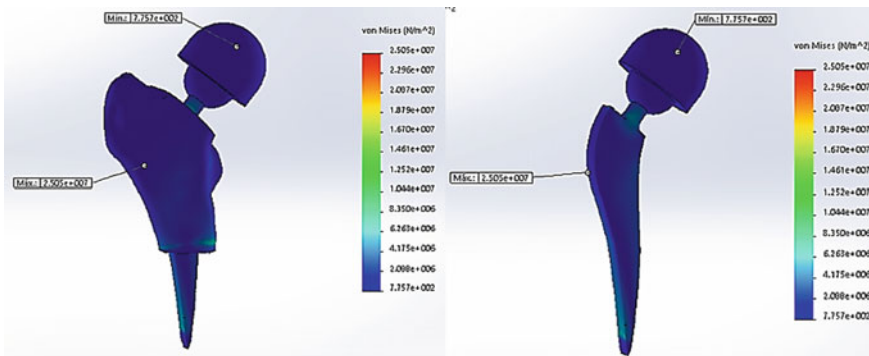 Mín.: 7.757e+002
Máx.: 2.505e+007
von Mises (N/m^2)
2.505e+007
2.296e+007
2.087e+007
1.879e+007
1.670e+007
1.461e+007
1.252e+007
1.044e+007
8.350e+006
6.263e+006
4.175e+006
2.088e+006
7.757e+002
^2
Mín.: 7.757e+002
Máx.: 2.505e+007
von Mises (N/m^2)
2.505e+007
2.296e+007
2.087e+007
1.879e+007
1.670e+007
1.461e+007
1.252e+007
1.044e+007
8.350e+006
6.263e+006
4.175e+006
2.088e+006
7.757e+002